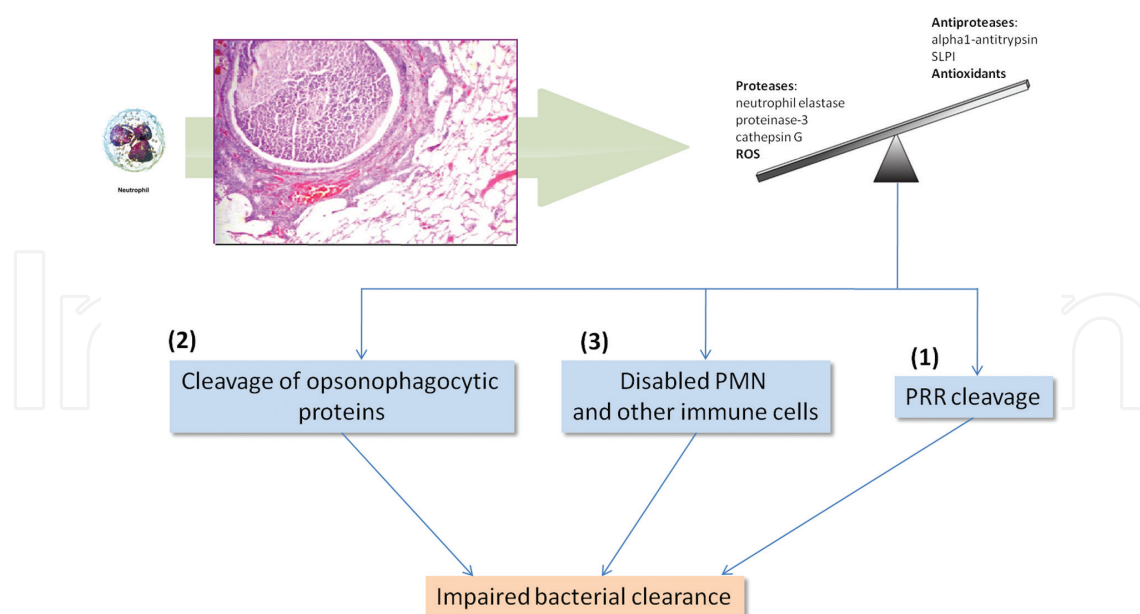 Antiproteases:
alpha1-antitrypsin
SLPI
Antioxidants
Proteases:
neutrophil elastase
proteinase-3
cathepsin G
ROS
Neutrophil
(2)
Cleavage of opsonophagocytic
proteins
(3)
Disabled PMN
and other immune cells
(1)
PRR cleavage
Impaired bacterial clearance